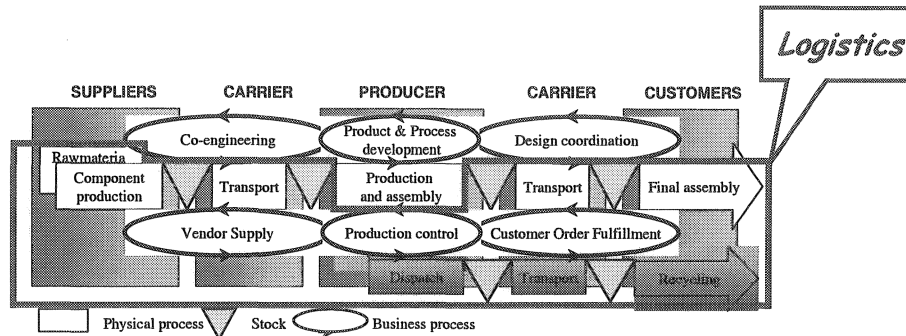 Logistics
SUPPLIERS CARRIER PRODUCER CARRIER CUSTOMERS
Co-engineering Product & Process development Design coordination
Rawmateria
Component production Transport Production and assembly Transport Final assembly
Vendor Supply Production control Customer Order Fulfillment
Dispatch Transport Recycling
Physical process Stock Business process